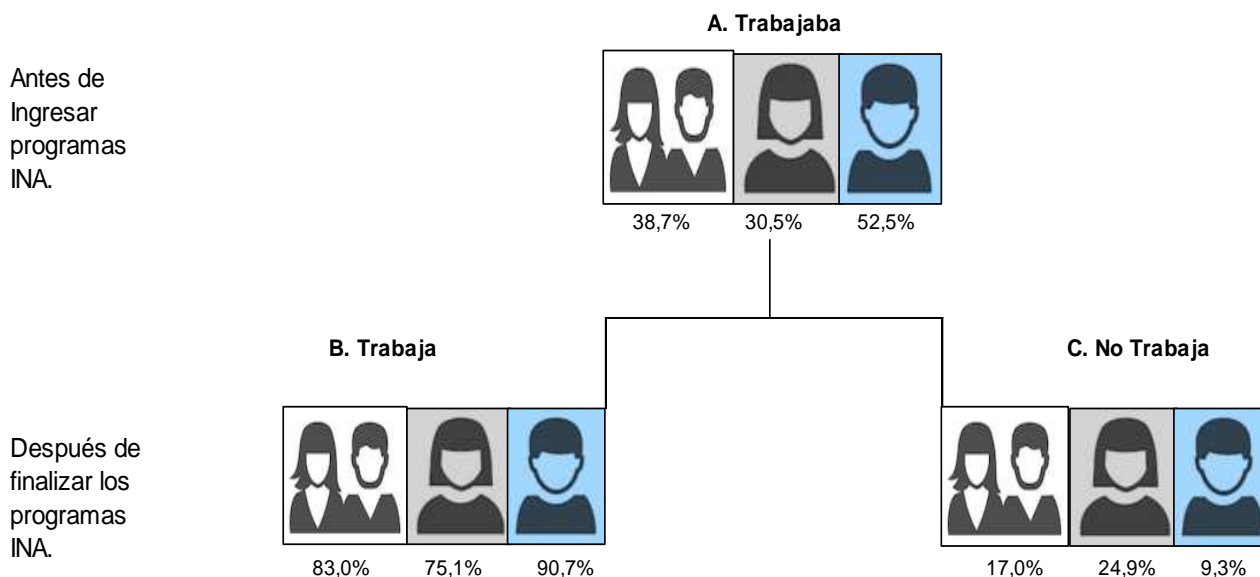 A. Trabajaba
Antes de
Ingresar
programas
INA.
38,7% 30,5% 52,5%
B. Trabaja
C. No Trabaja
Después de
finalizar los
programas
INA.
83,0% 75,1% 90,7%
17,0% 24,9% 9,3%